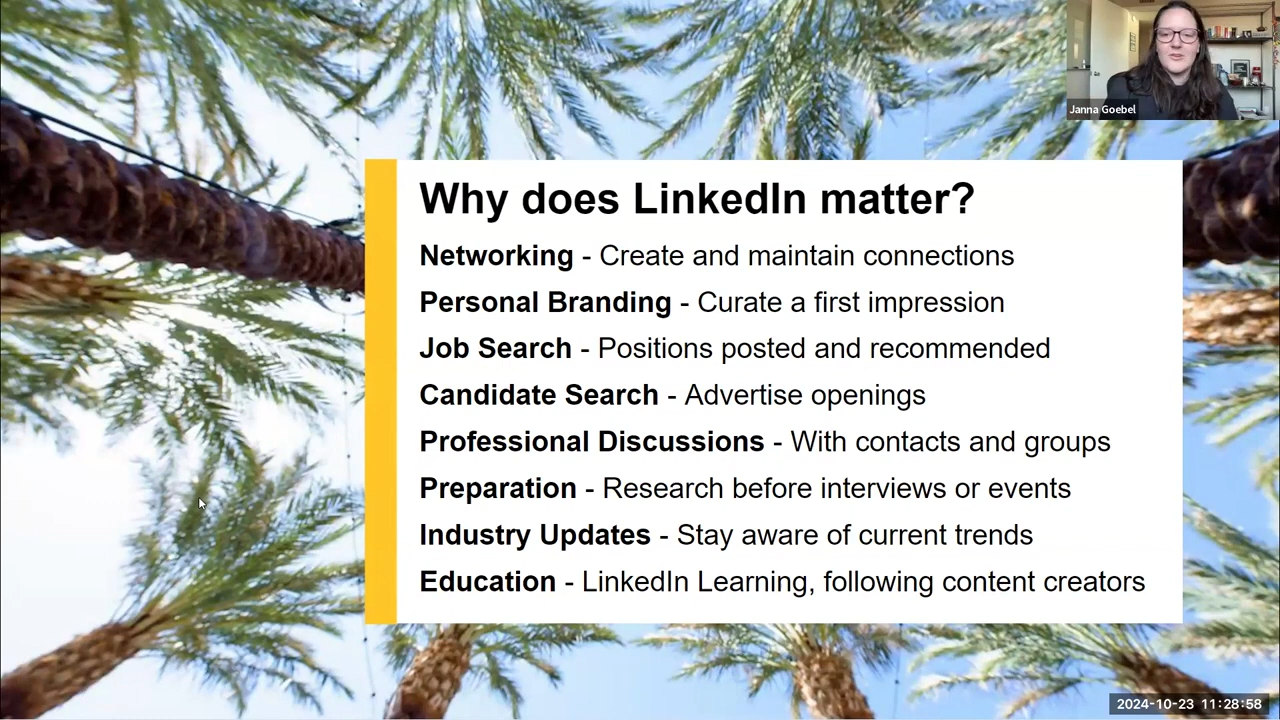 Janna Goebel
Why does LinkedIn matter?
Networking - Create and maintain connections
Personal Branding - Curate a first impression
Job Search - Positions posted and recommended
Candidate Search - Advertise openings
Professional Discussions - With contacts and groups
Preparation - Research before interviews or events
Industry Updates - Stay aware of current trends
Education - LinkedIn Learning, following content creators
2024-10-23 11:28:58